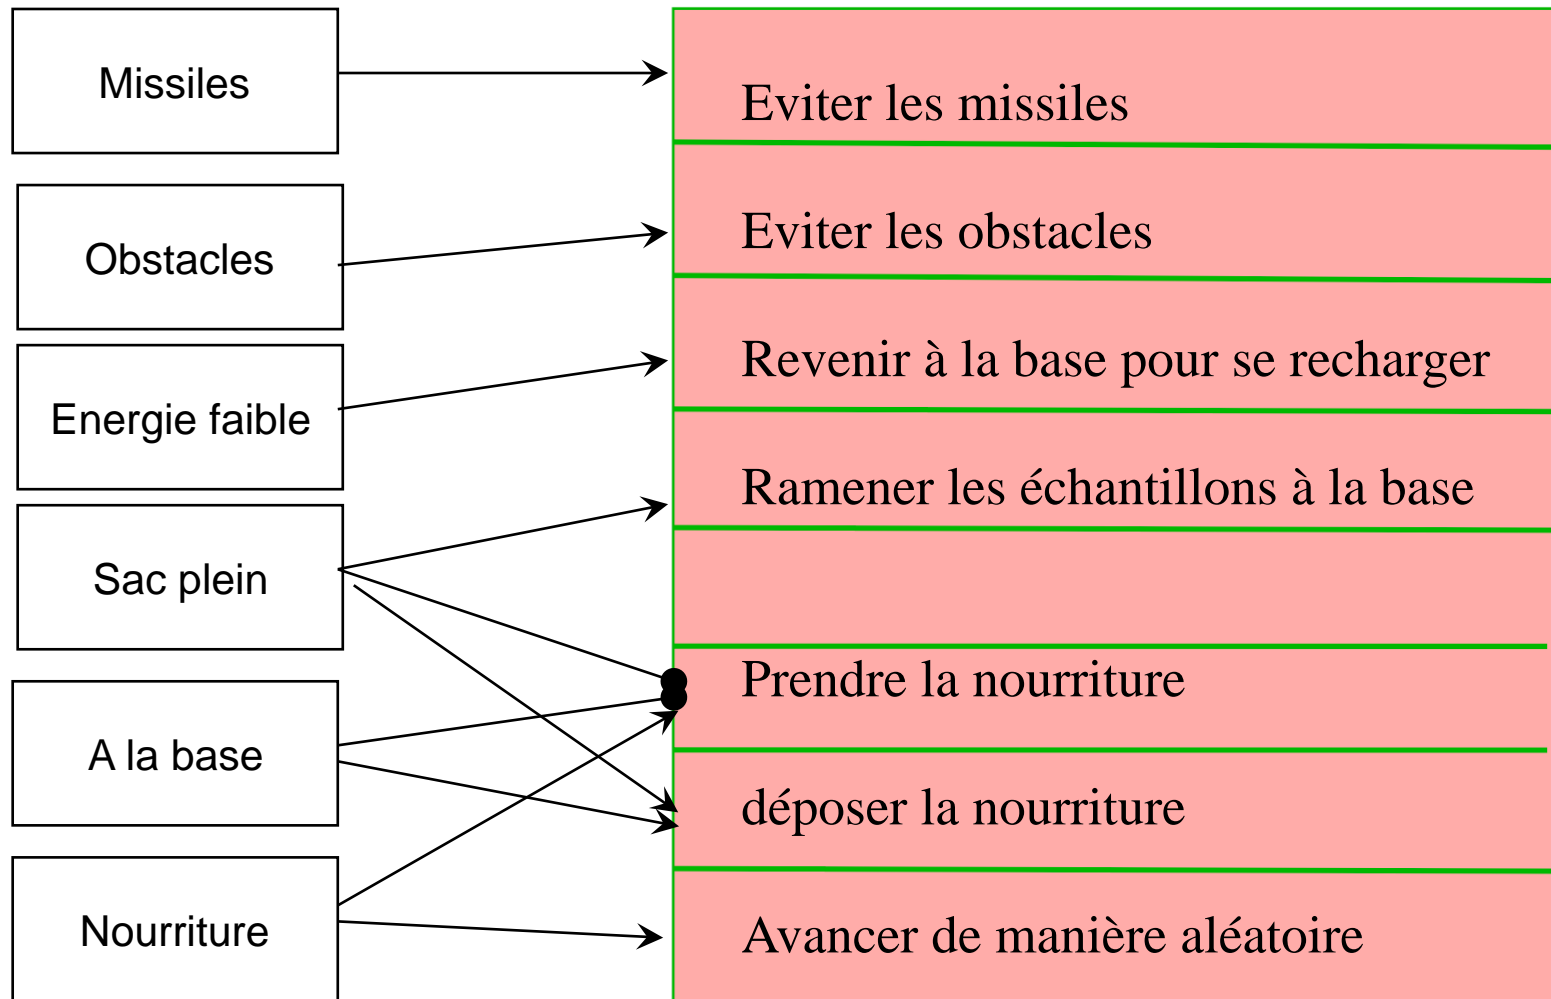 Missiles
Eviter les missiles
Obstacles
Eviter les obstacles
Energie faible
Revenir à la base pour se recharger
Sac plein
Ramener les échantillons à la base
A la base
Prendre la nourriture
déposer la nourriture
Nourriture
Avancer de manière aléatoire